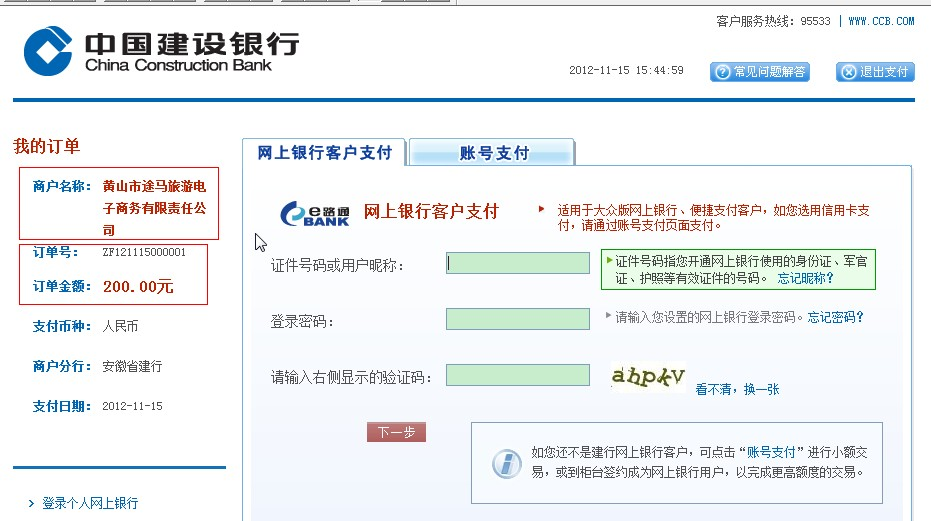 客户服务热线：95533 | WWW.CCB.COM
中国建设银行
China Construction Bank
2012-11-15 15:44:59
常见问题解答
退出支付
我的订单
商户名称：
黄山市途马旅游电
子商务有限责任公
司
订单号：
ZF121115000001
订单金额：
200.00元
支付币种：
人民币
商户分行：
安徽省建行
支付日期：
2012-11-15
登录个人网上银行
网上银行客户支付
账号支付
e路通
BANK
网上银行客户支付
适用于大众版网上银行、便捷支付客户，如您选用信用卡支
付，请通过账号支付页面支付。
证件号码或用户昵称：
证件号码指您开通网上银行使用的身份证、军官
证、护照等有效证件的号码。 忘记昵称?
登录密码：
请输入您设置的网上银行登录密码。忘记密码?
请输入右侧显示的验证码：
ahpkv
看不清，换一张
下一步
如您还不是建行网上银行客户，可点击“账号支付”进行小额交
易，或到柜台签约成为网上银行用户，以完成更高额度的交易。